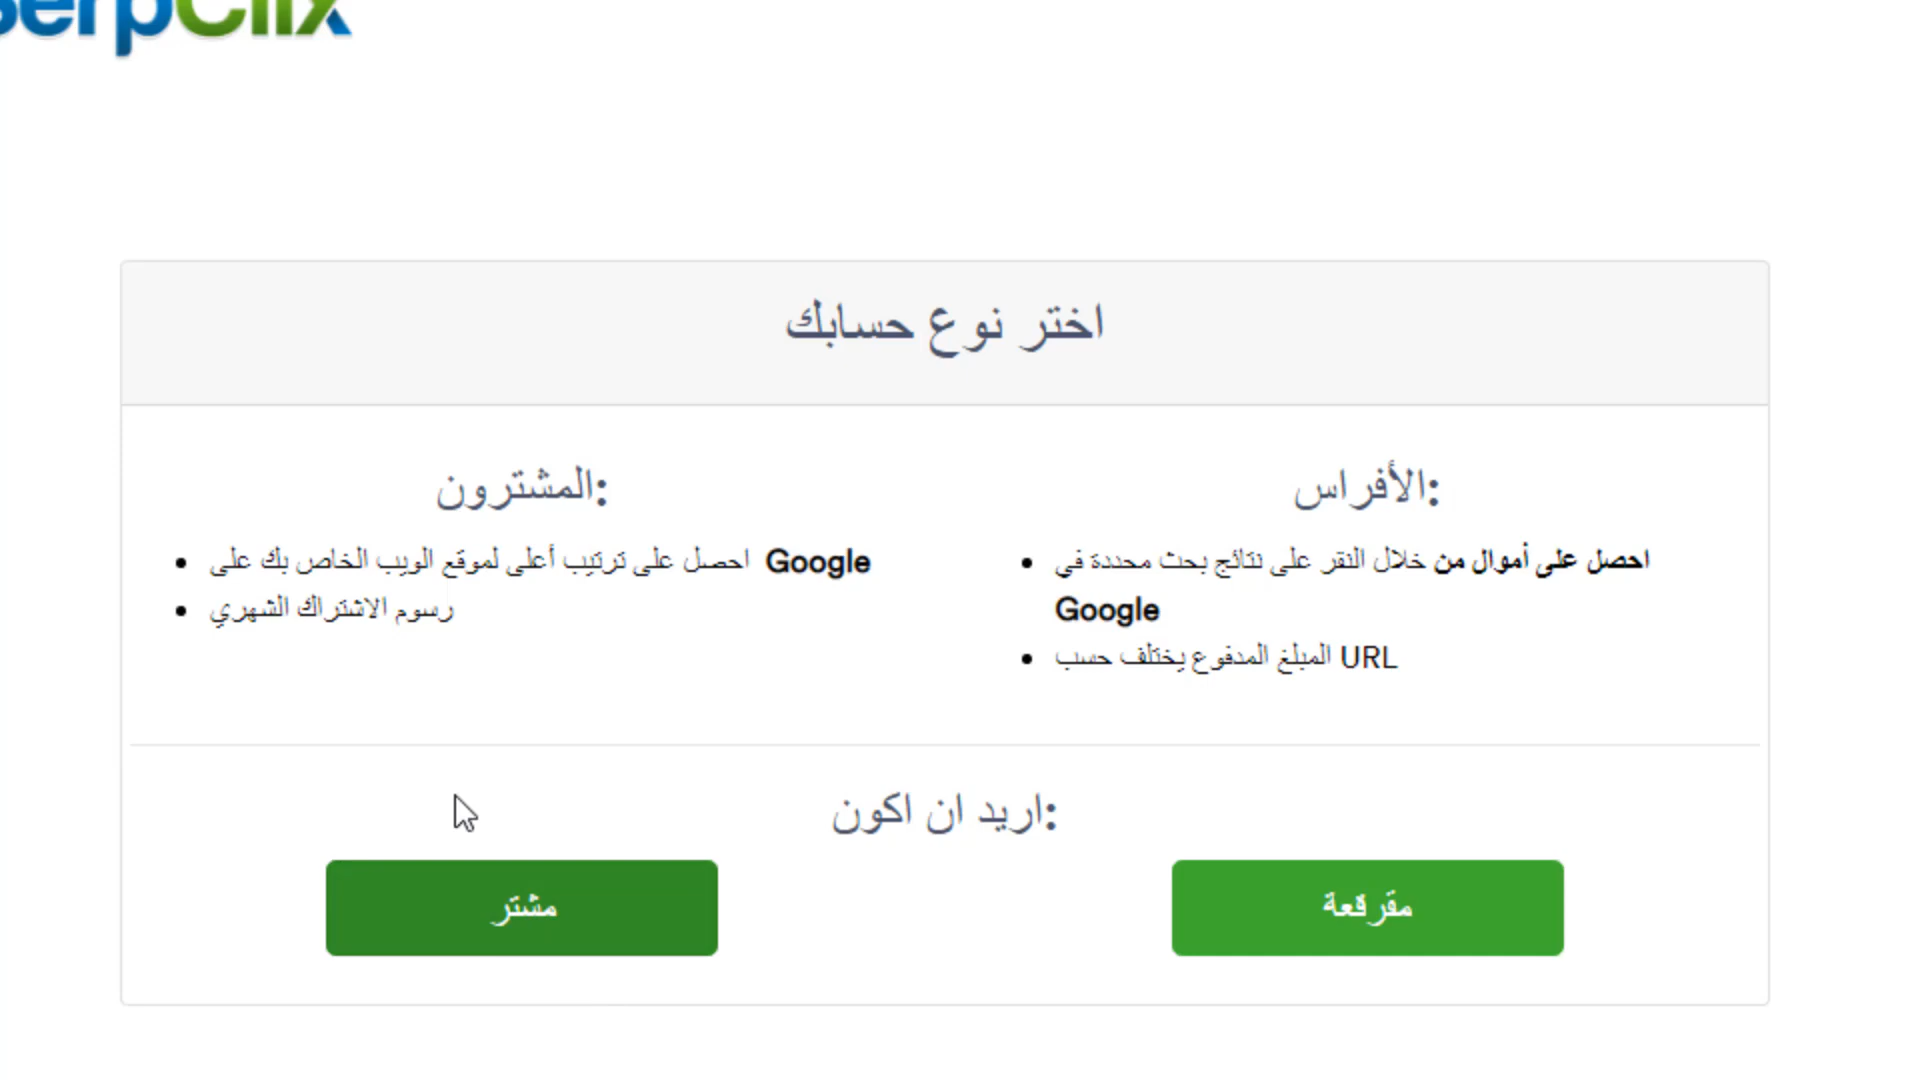 SerpClix
اختر نوع حسابك
الأفراس:
احصل على أموال من خلال النقر على نتائج بحث محددة في
Google
المبلغ المدفوع يختلف حسب URL
المشترون:
احصل على ترتيب أعلى لموقع الويب الخاص بك على Google
رسوم الاشتراك الشهري
اريد ان اكون:
مقرقعة
مشتر